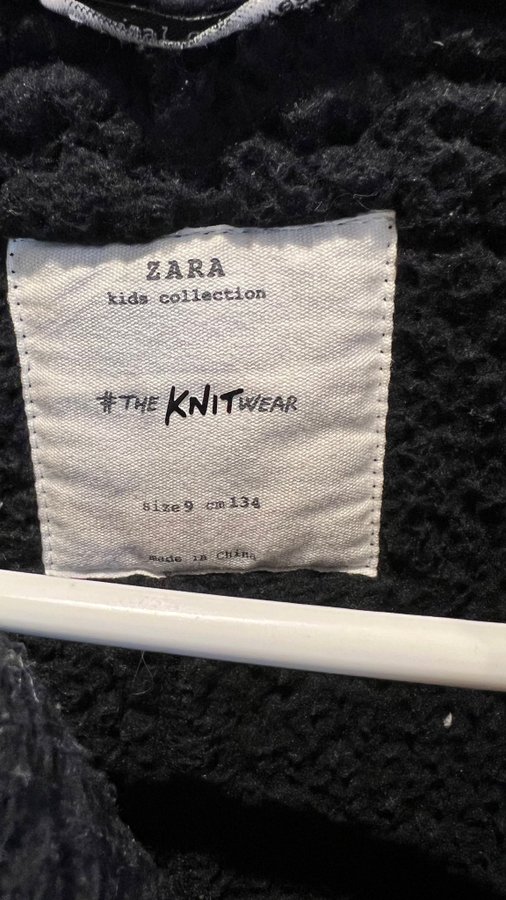 ZARA
kids collection
#THE KNITWEAR
size 9 cm 134
made in China